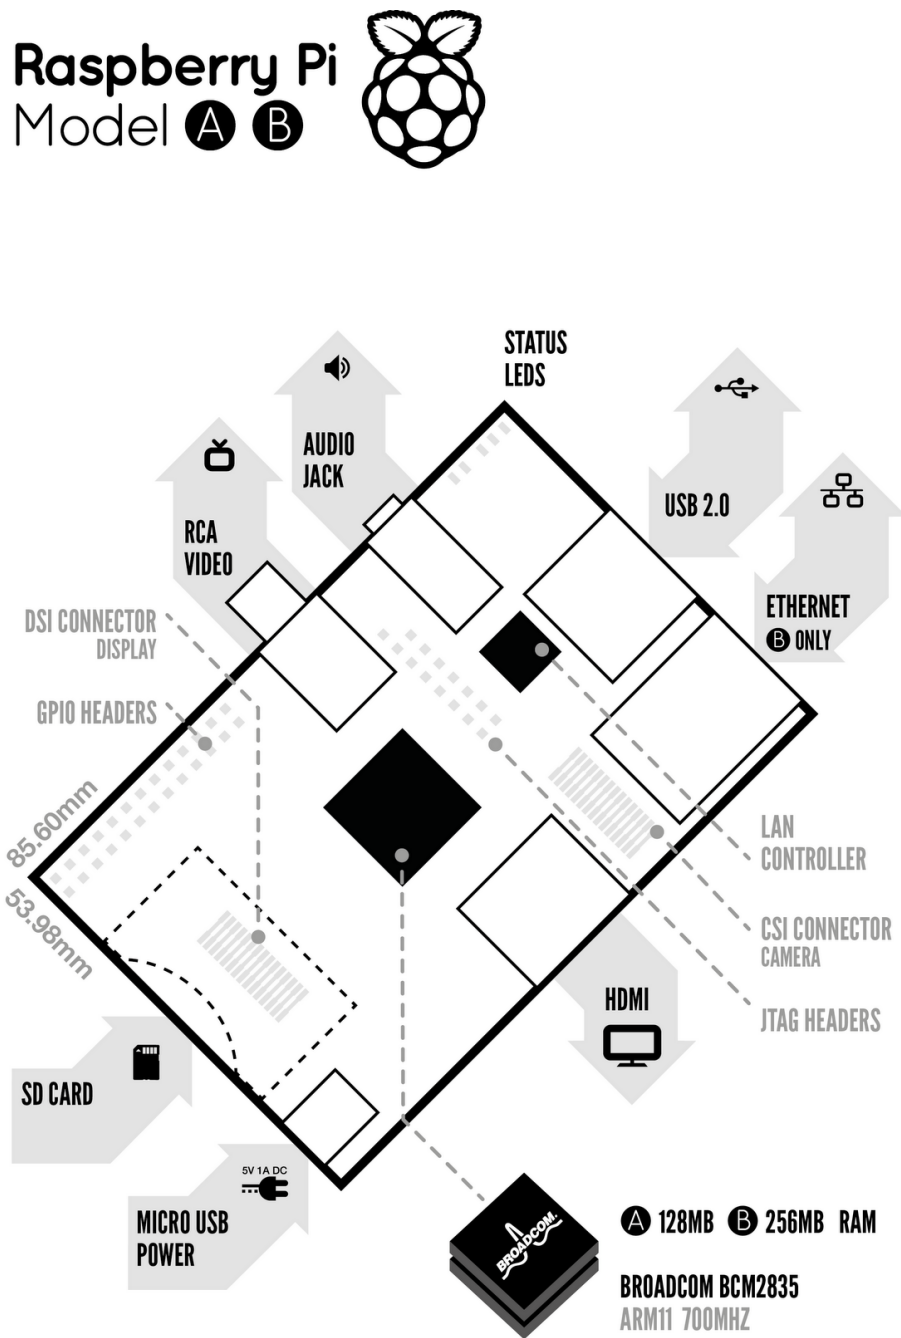 Raspberry Pi
Model A B
STATUS
LEDS
AUDIO
JACK
USB 2.0
RCA
VIDEO
ETHERNET
B ONLY
DSI CONNECTOR
DISPLAY
GPIO HEADERS
85.60mm
53.98mm
LAN
CONTROLLER
CSI CONNECTOR
CAMERA
JTAG HEADERS
HDMI
SD CARD
5V 1A DC
MICRO USB
POWER
BROADCOM.
A 128MB B 256MB RAM
BROADCOM BCM2835
ARM11 700MHZ